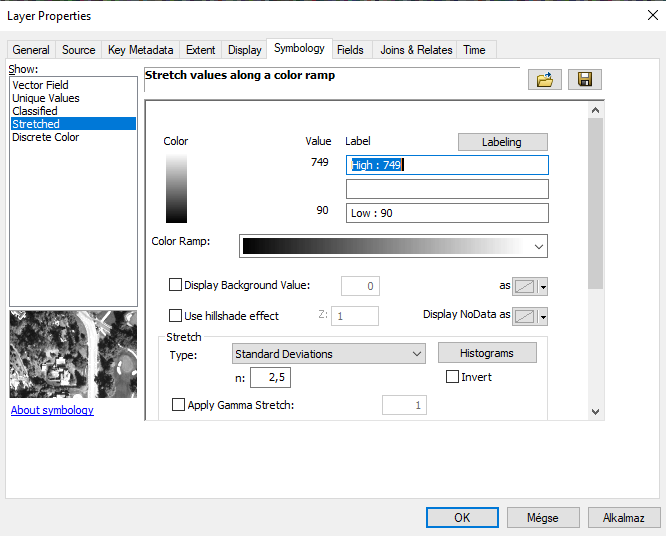 Layer Properties
General Source Key Metadata Extent Display Symbology Fields Joins & Relates Time
Show:
Vector Field
Unique Values
Classified
Stretched
Discrete Color
About symbology
Stretch values along a color ramp
Color Value Label Labeling
749 High : 749
90 Low : 90
Color Ramp:
Display Background Value: 0 as
Use hillshade effect Z: 1 Display NoData as
Stretch
Type: Standard Deviations Histograms
n: 2,5 Invert
Apply Gamma Stretch: 1
OK Mégse Alkalmaz